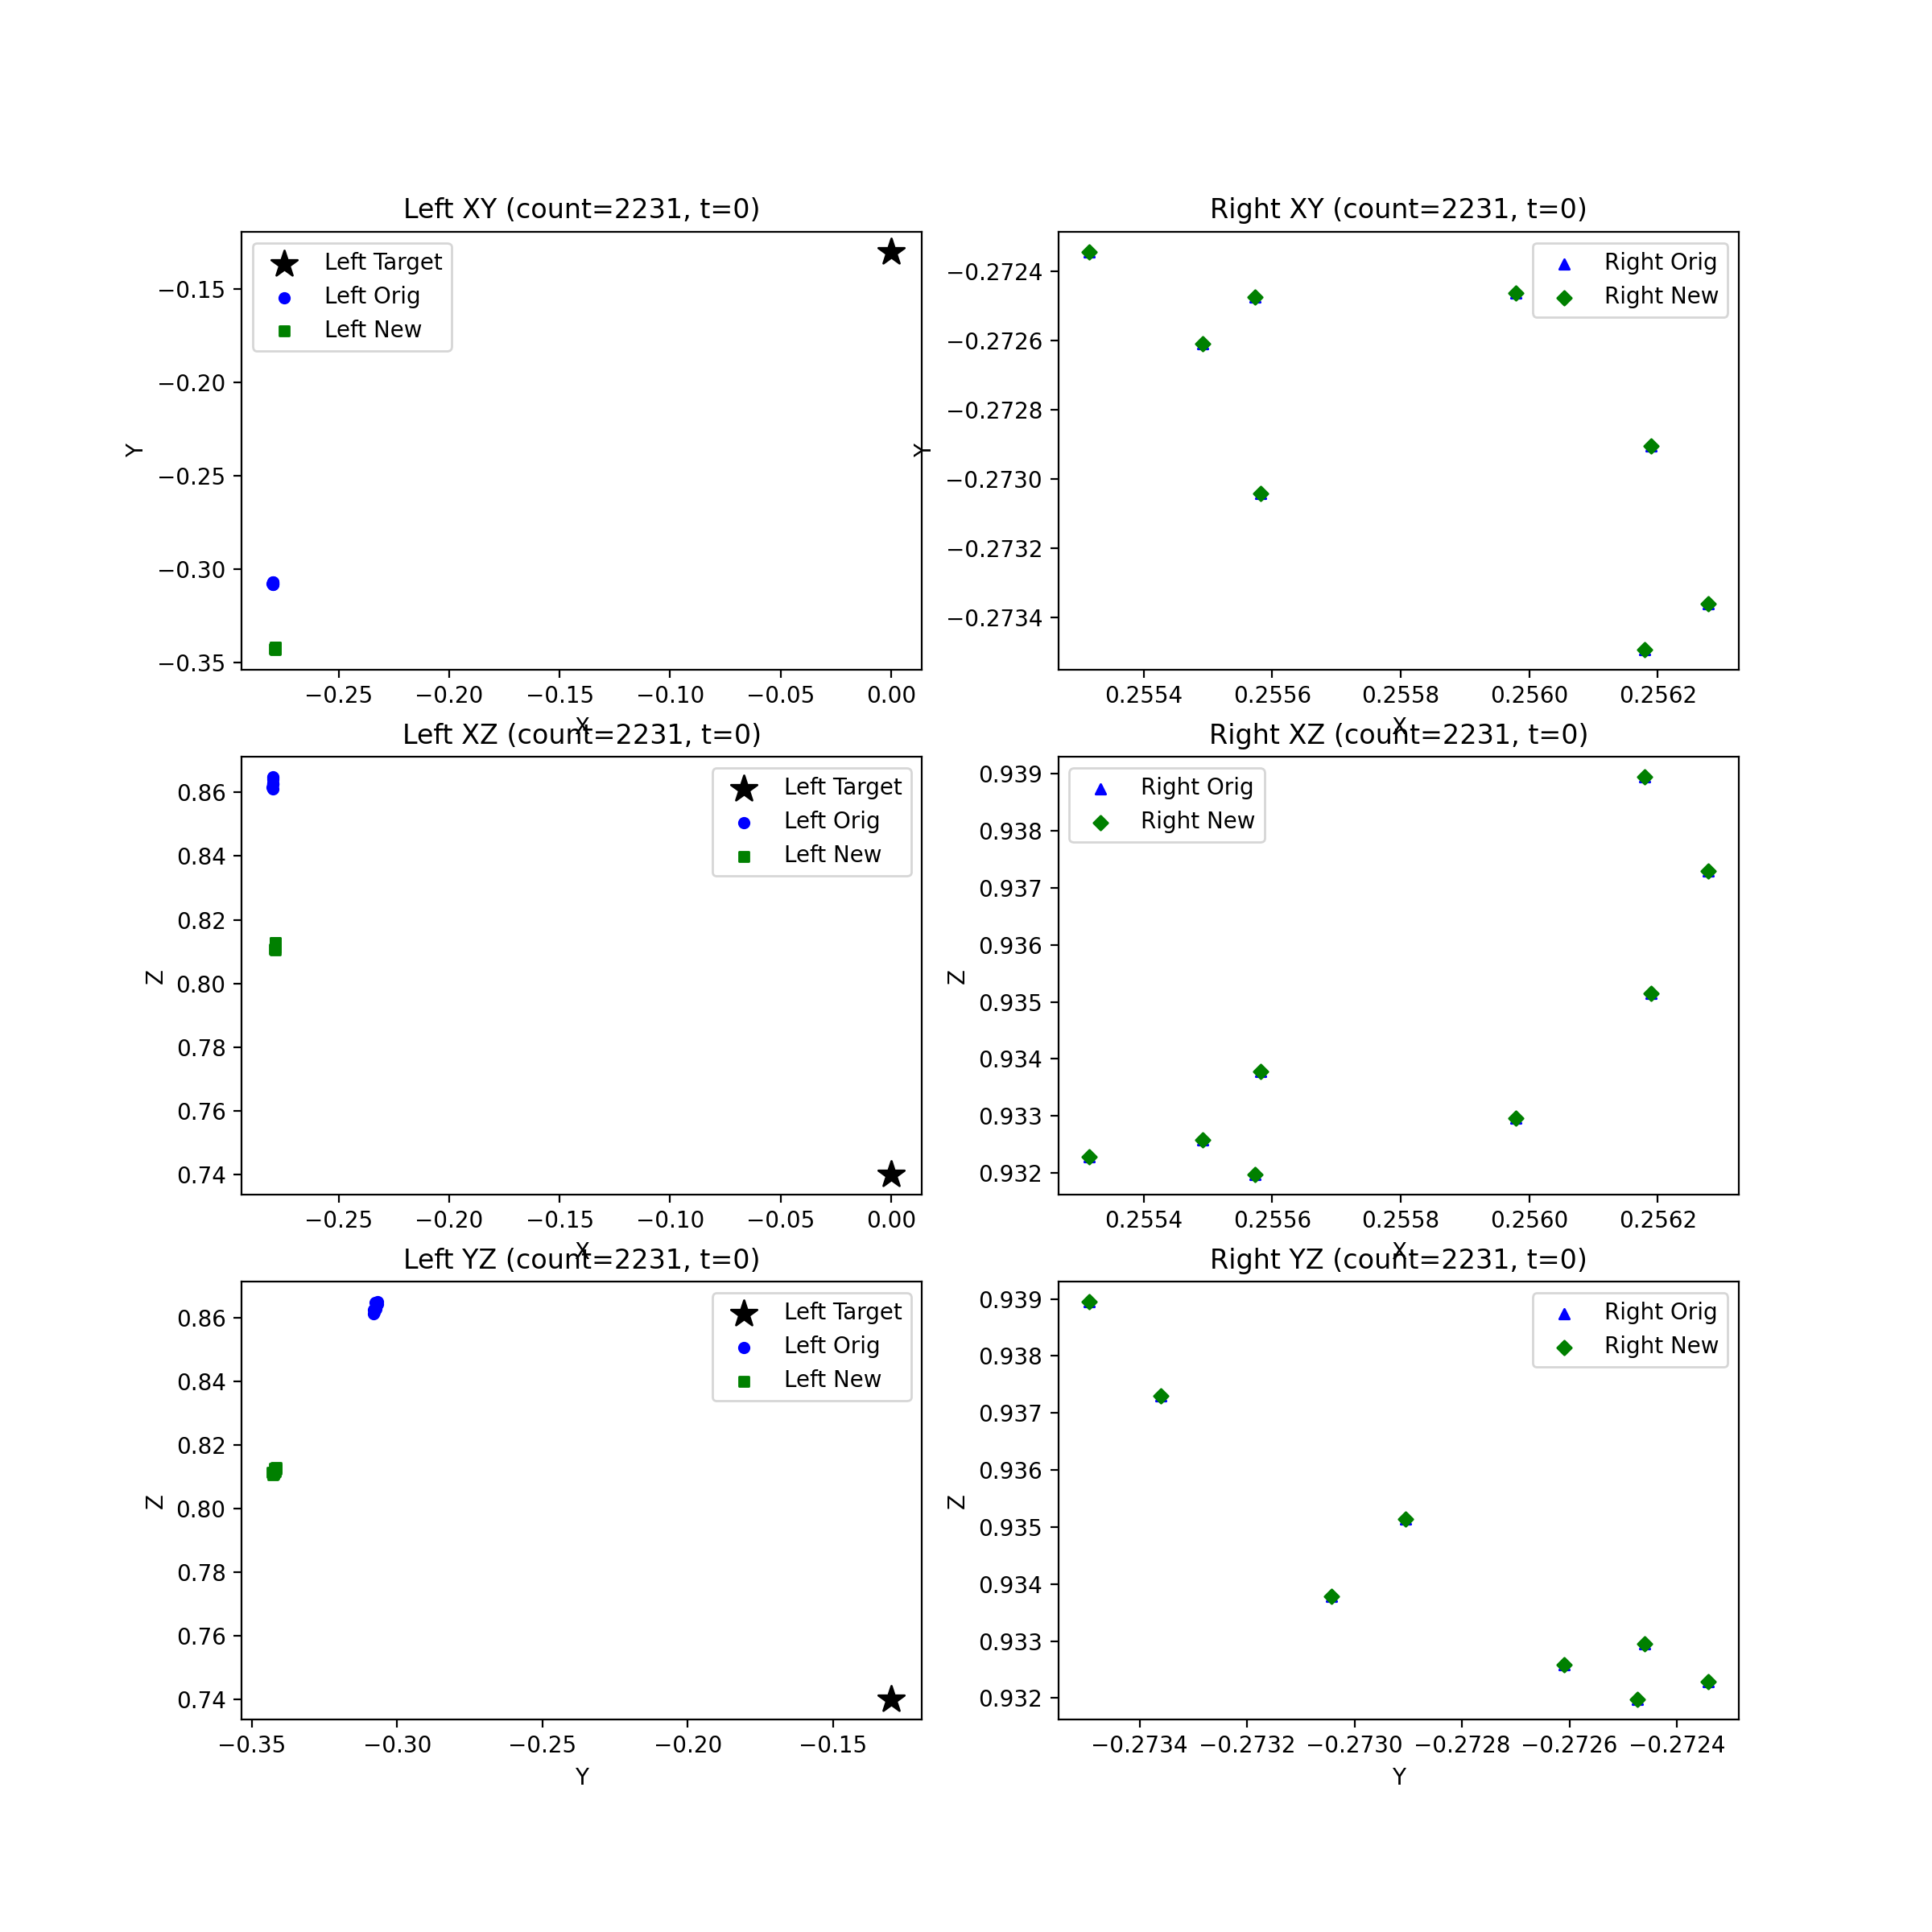 Left XY (count=2231, t=0)
Left Target
Left Orig
Left New
−0.15
−0.20
−0.25
−0.30
−0.35
Y
−0.25 −0.20 −0.15 −0.10 −0.05 0.00
X
Right XY (count=2231, t=0)
Right Orig
Right New
−0.2724
−0.2726
−0.2728
−0.2730
−0.2732
−0.2734
Y
0.2554 0.2556 0.2558 0.2560 0.2562
X
Left XZ (count=2231, t=0)
Left Target
Left Orig
Left New
0.86
0.84
0.82
0.80
0.78
0.76
0.74
Z
−0.25 −0.20 −0.15 −0.10 −0.05 0.00
X
Right XZ (count=2231, t=0)
Right Orig
Right New
0.939
0.938
0.937
0.936
0.935
0.934
0.933
0.932
Z
0.2554 0.2556 0.2558 0.2560 0.2562
X
Left YZ (count=2231, t=0)
Left Target
Left Orig
Left New
0.86
0.84
0.82
0.80
0.78
0.76
0.74
Z
−0.35 −0.30 −0.25 −0.20 −0.15
Y
Right YZ (count=2231, t=0)
Right Orig
Right New
0.939
0.938
0.937
0.936
0.935
0.934
0.933
0.932
Z
−0.2734 −0.2732 −0.2730 −0.2728 −0.2726 −0.2724
Y